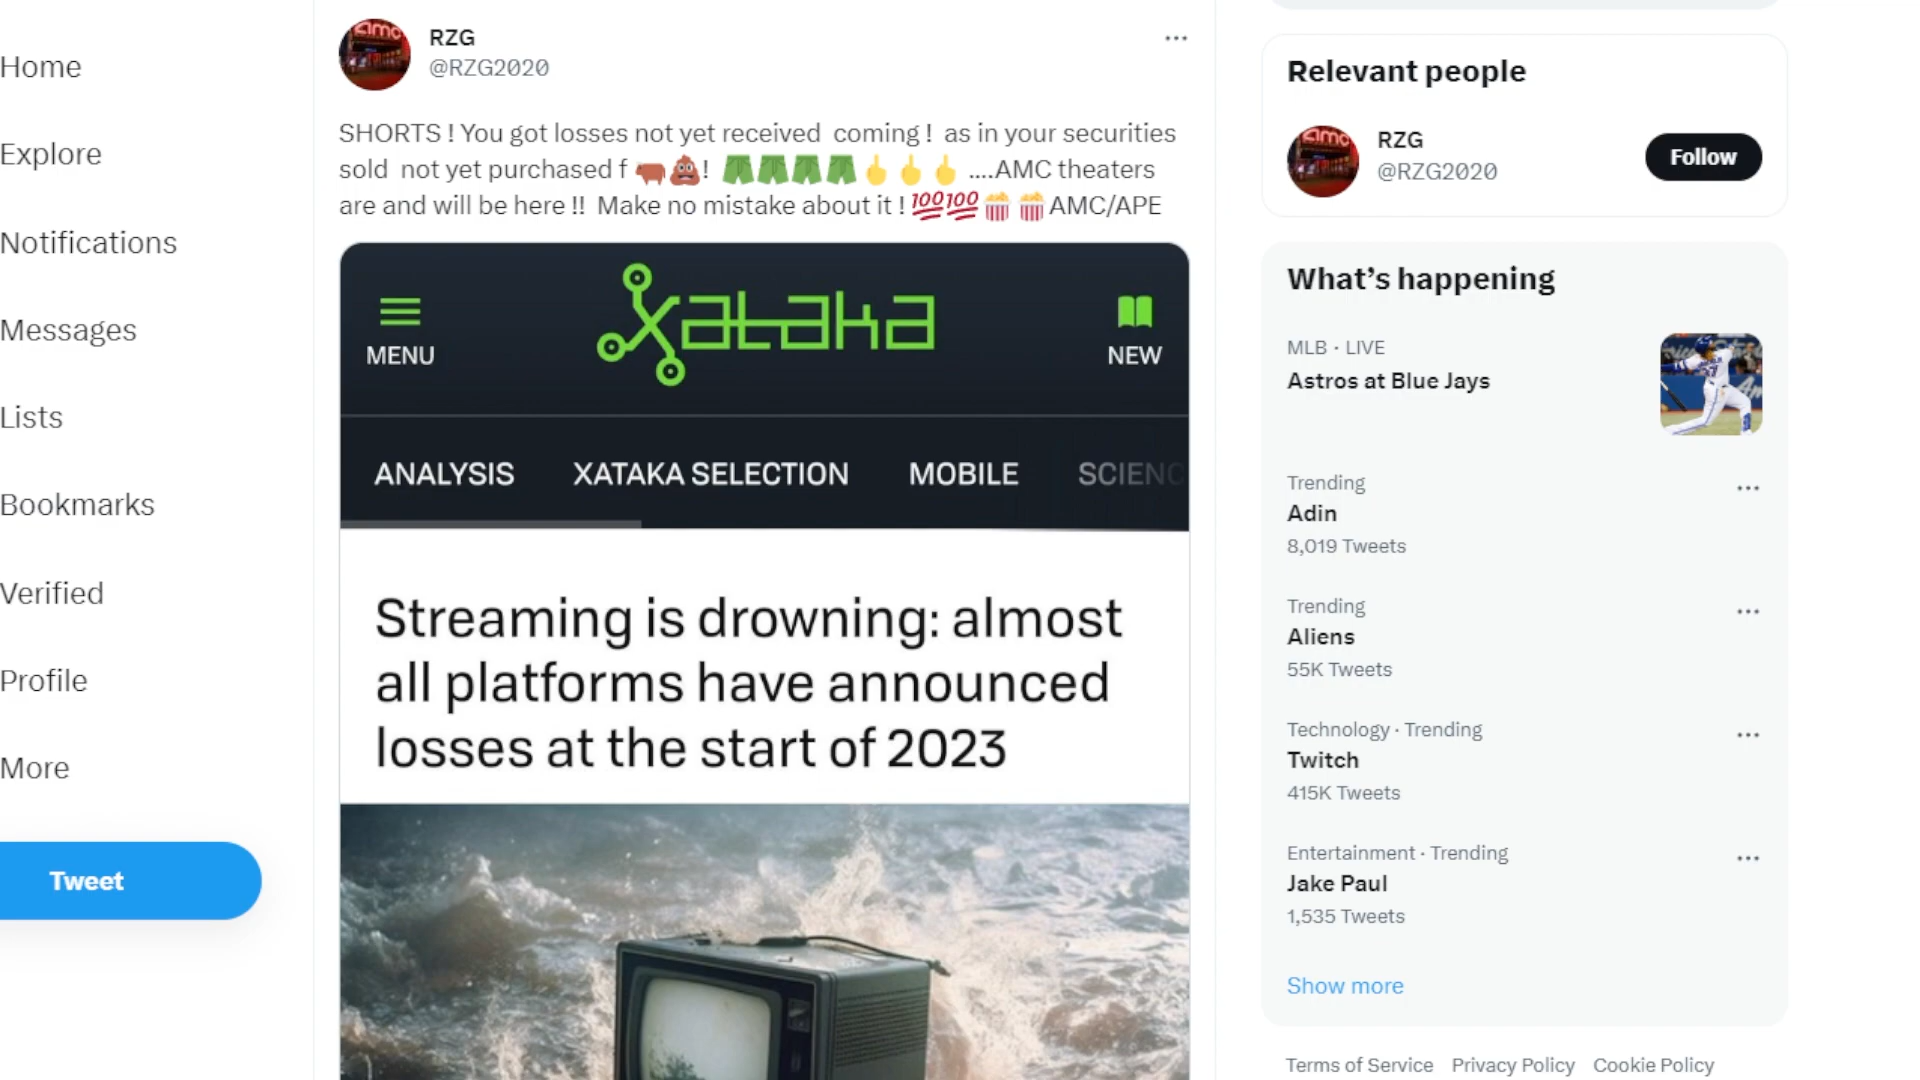 Home
Explore
Notifications
Messages
Lists
Bookmarks
Verified
Profile
More
Tweet
RZG
@RZG2020
SHORTS ! You got losses not yet received coming ! as in your securities
sold not yet purchased f 🐂💩! 🩳🩳🩳🩳🖕🖕🖕 ....AMC theaters
are and will be here !! Make no mistake about it ! 💯💯🍿 🍿 AMC/APE
MENU
xataka
NEW
ANALYSIS XATAKA SELECTION MOBILE SCIENC
Streaming is drowning: almost
all platforms have announced
losses at the start of 2023
Relevant people
RZG
@RZG2020
Follow
What's happening
MLB · LIVE
Astros at Blue Jays
Trending
Adin
8,019 Tweets
Trending
Aliens
55K Tweets
Technology · Trending
Twitch
415K Tweets
Entertainment · Trending
Jake Paul
1,535 Tweets
Show more
Terms of Service Privacy Policy Cookie Policy